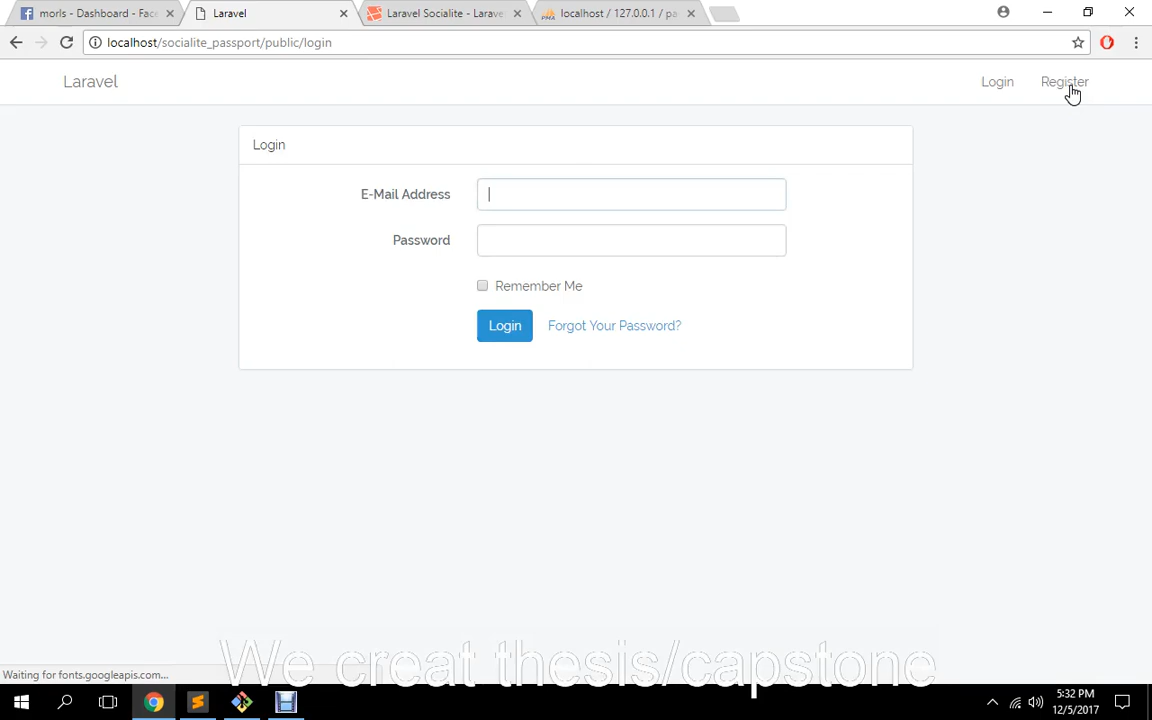 morls - Dashboard - Face
Laravel
Laravel Socialite - Larave
localhost / 127.0.0.1 / pa
localhost/socialite_passport/public/login
Laravel
Login
Register
Login
E-Mail Address
Password
Remember Me
Login
Forgot Your Password?
We creat thesis/capstone
Waiting for fonts.googleapis.com...
5:32 PM
12/5/2017